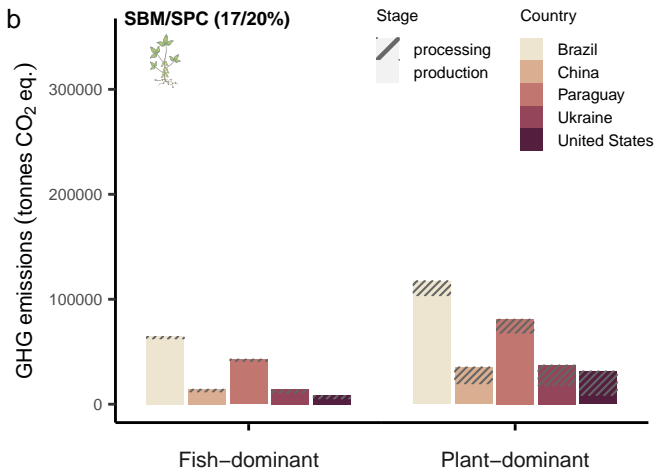 b
SBM/SPC (17/20%)
Stage
processing
production
Country
Brazil
China
Paraguay
Ukraine
United States
GHG emissions (tonnes CO₂ eq.)
300000
200000
100000
0
Fish−dominant
Plant−dominant